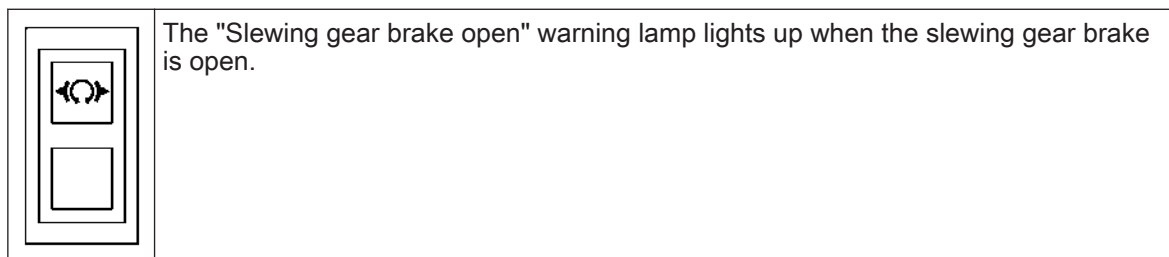 The "Slewing gear brake open" warning lamp lights up when the slewing gear brake
is open.